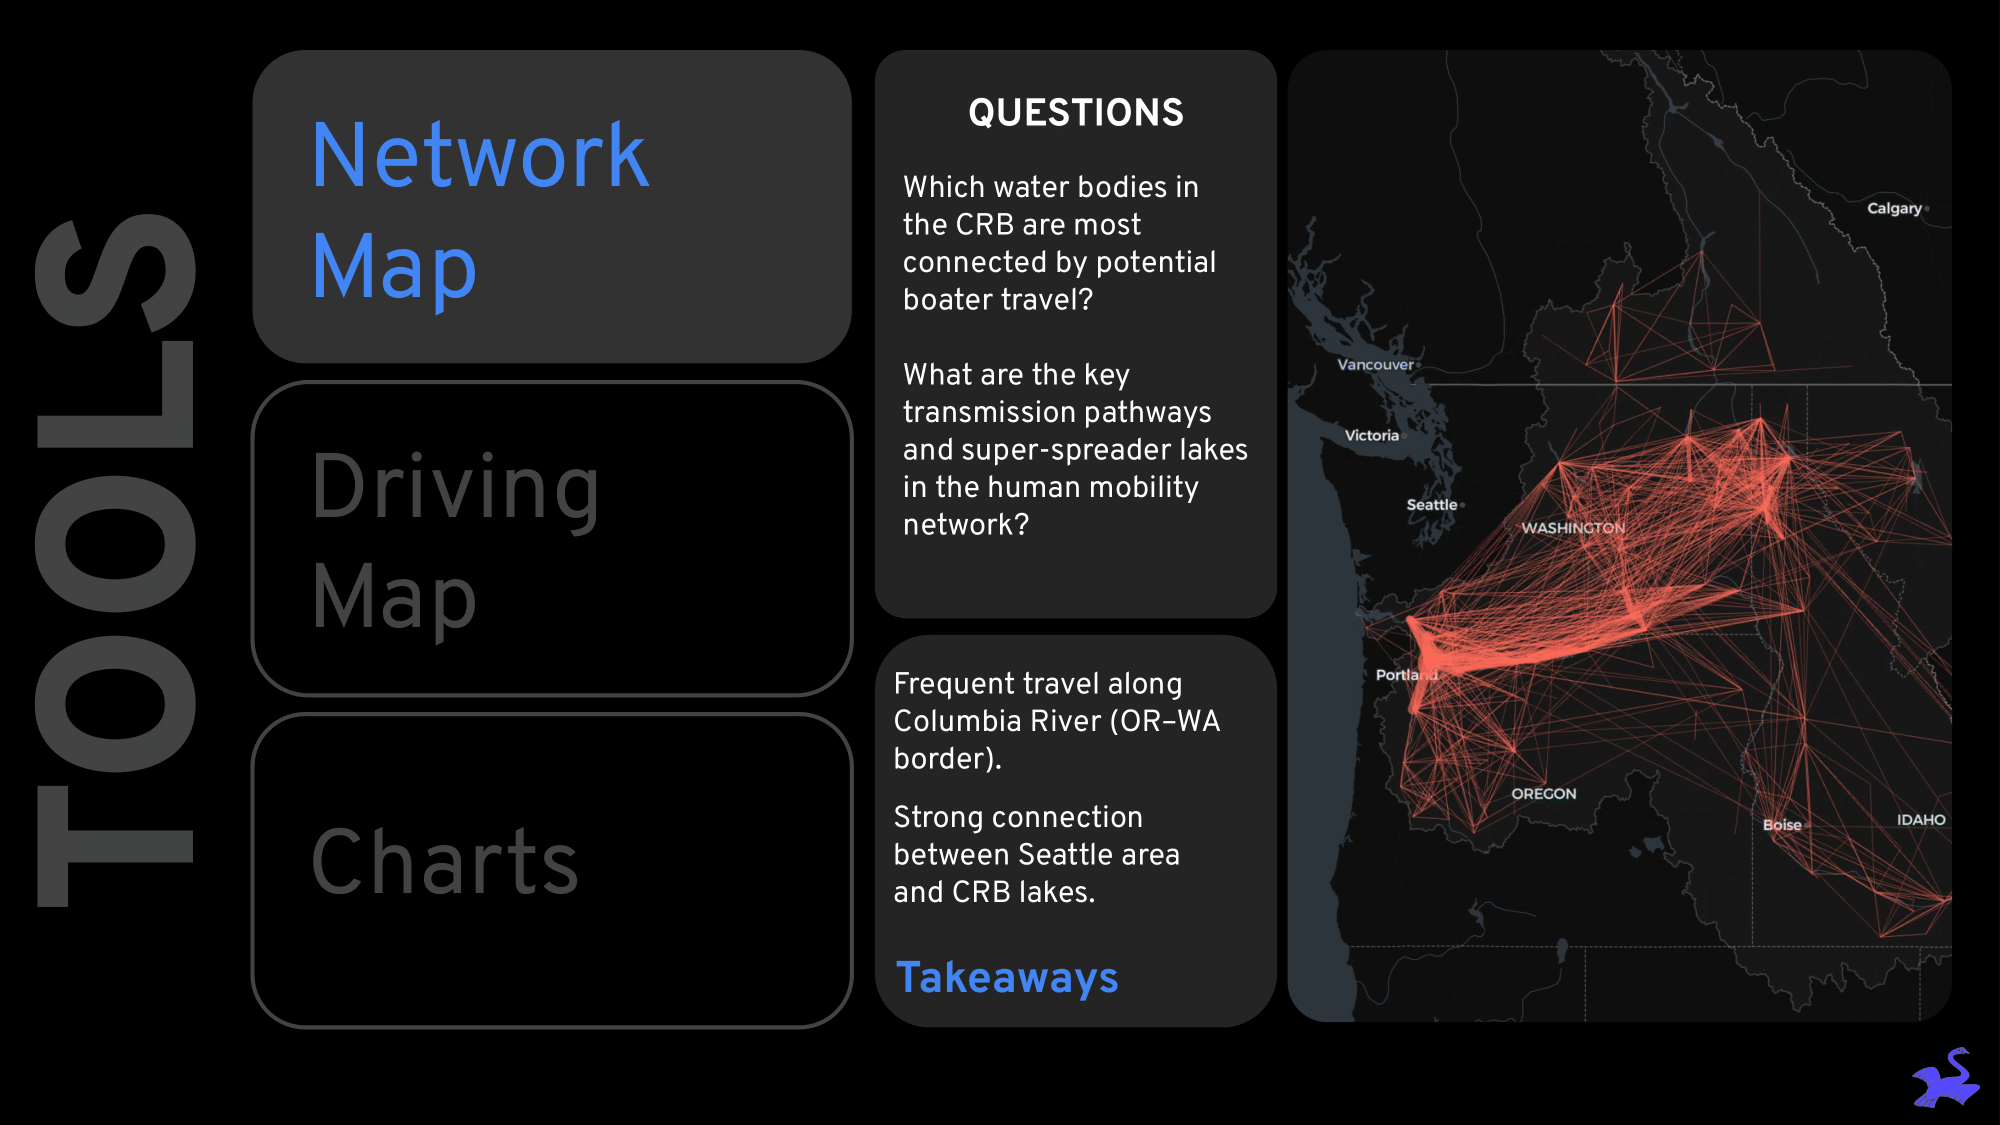 TOOLS
Network
Map
Driving
Map
Charts
QUESTIONS
Which water bodies in
the CRB are most
connected by potential
boater travel?
What are the key
transmission pathways
and super-spreader lakes
in the human mobility
network?
Frequent travel along
Columbia River (OR–WA
border).
Strong connection
between Seattle area
and CRB lakes.
Takeaways
Calgary
Vancouver
Victoria
Seattle
WASHINGTON
Portland
OREGON
Boise
IDAHO